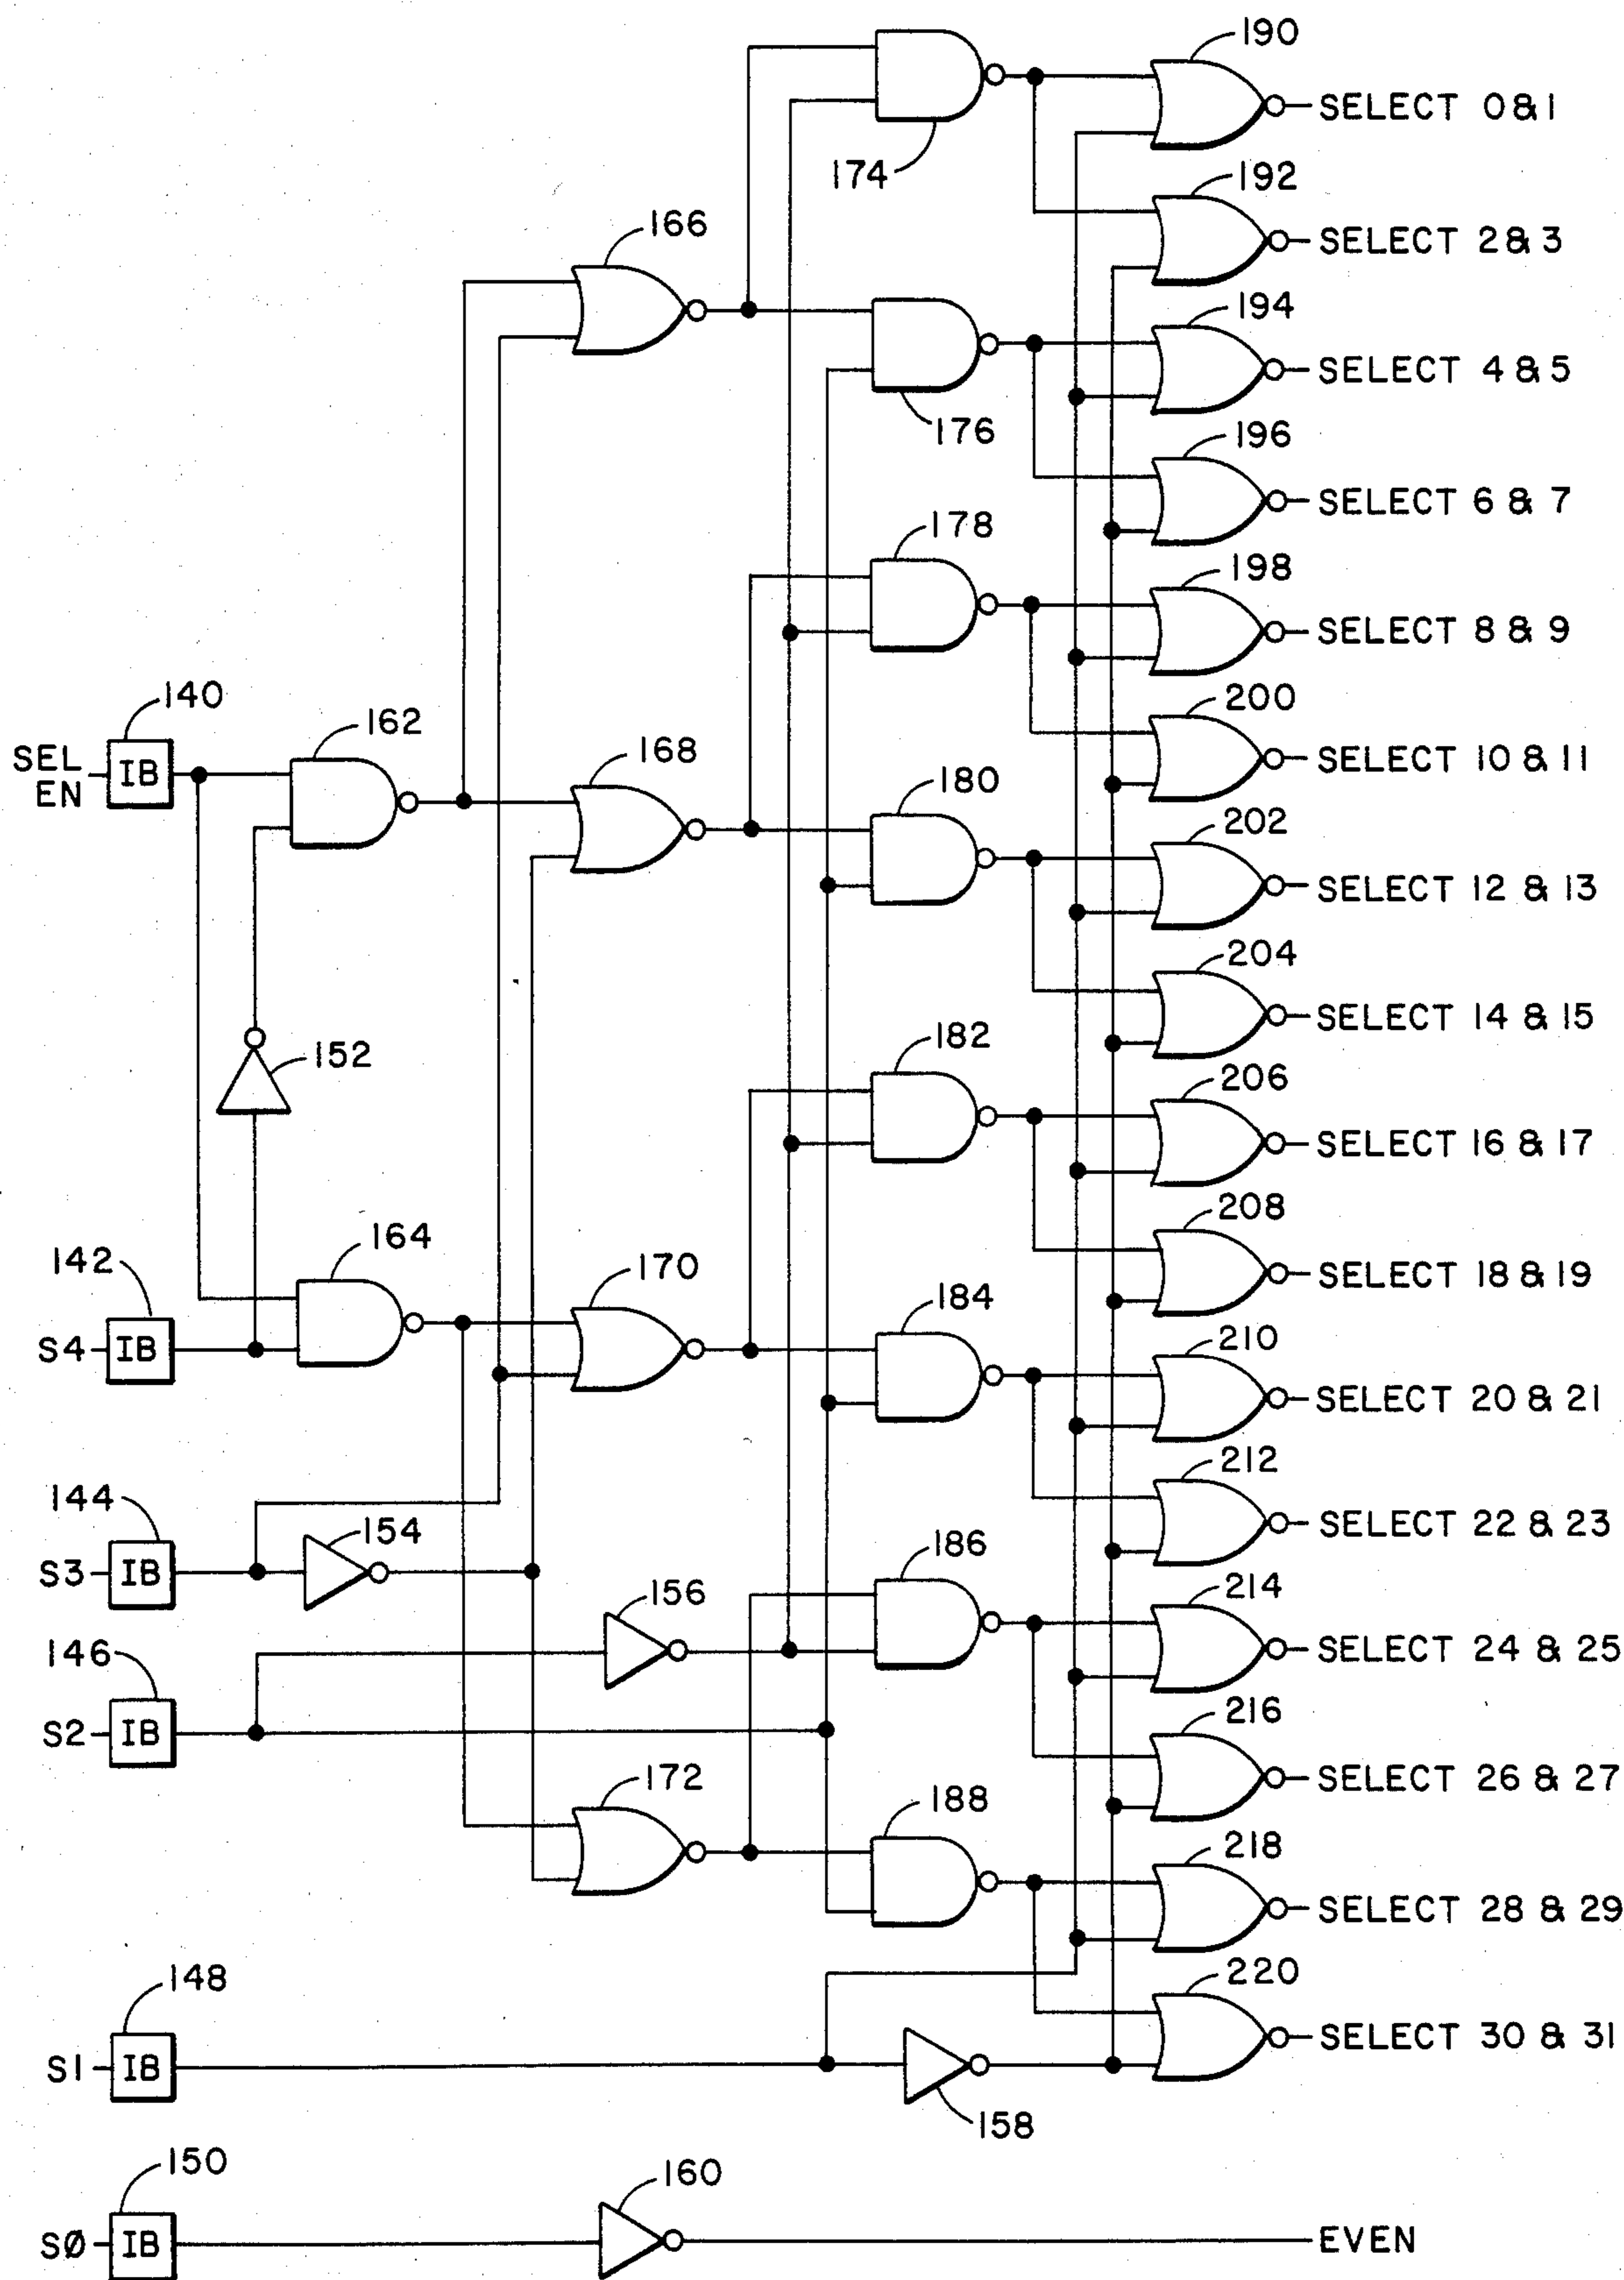 190
SELECT 0 & 1
174
192
SELECT 2 & 3
166
194
SELECT 4 & 5
176
196
SELECT 6 & 7
178
198
SELECT 8 & 9
140
SEL
EN
IB
162
168
200
SELECT 10 & 11
180
202
SELECT 12 & 13
204
SELECT 14 & 15
152
182
206
SELECT 16 & 17
142
S4
IB
164
170
208
SELECT 18 & 19
184
210
SELECT 20 & 21
144
S3
IB
154
212
SELECT 22 & 23
186
156
214
SELECT 24 & 25
146
S2
IB
216
SELECT 26 & 27
172
188
218
SELECT 28 & 29
148
S1
IB
220
SELECT 30 & 31
158
150
SØ
IB
160
EVEN